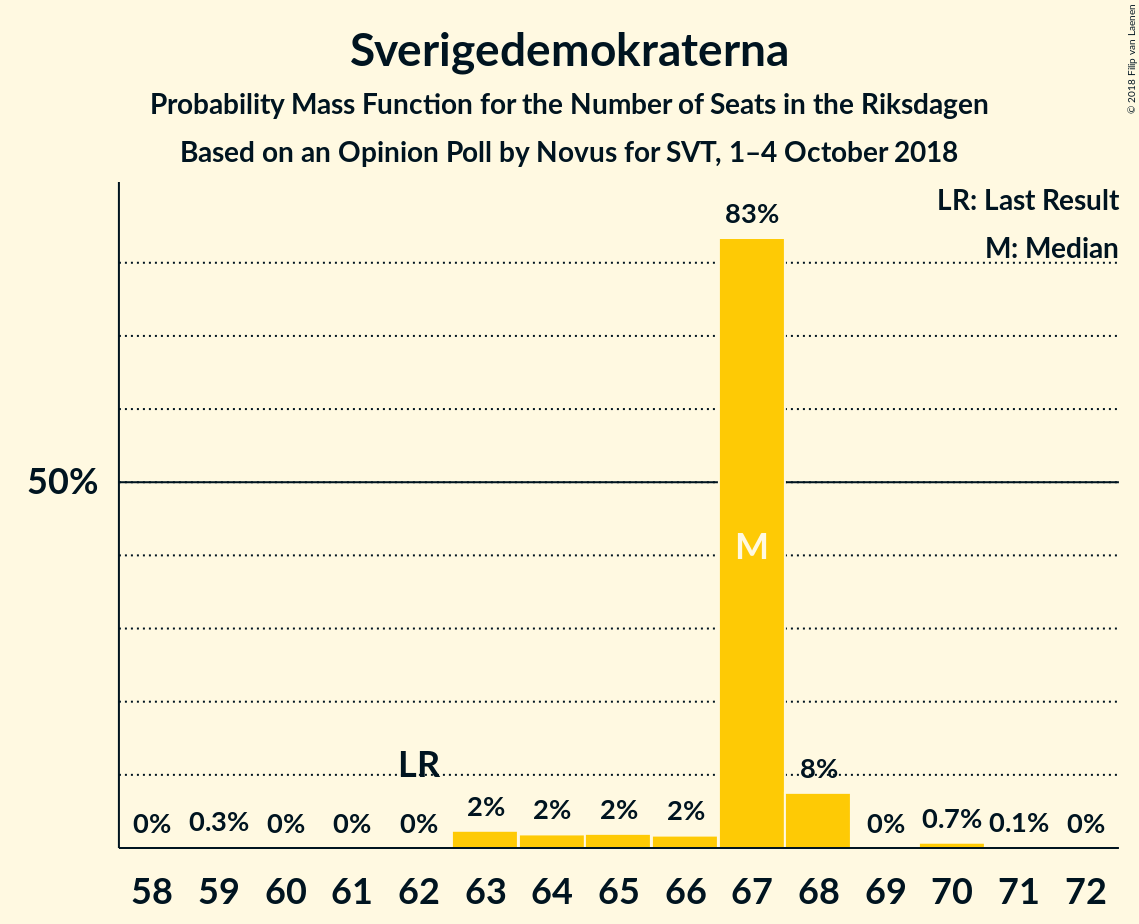 Sverigedemokraterna
Probability Mass Function for the Number of Seats in the Riksdagen
Based on an Opinion Poll by Novus for SVT, 1–4 October 2018
© 2018 Filip van Laenen
LR: Last Result
M: Median
50%
83%
M
LR
0% 0.3% 0% 0% 0% 2% 2% 2% 2% 8% 0% 0.7% 0.1% 0%
58 59 60 61 62 63 64 65 66 67 68 69 70 71 72